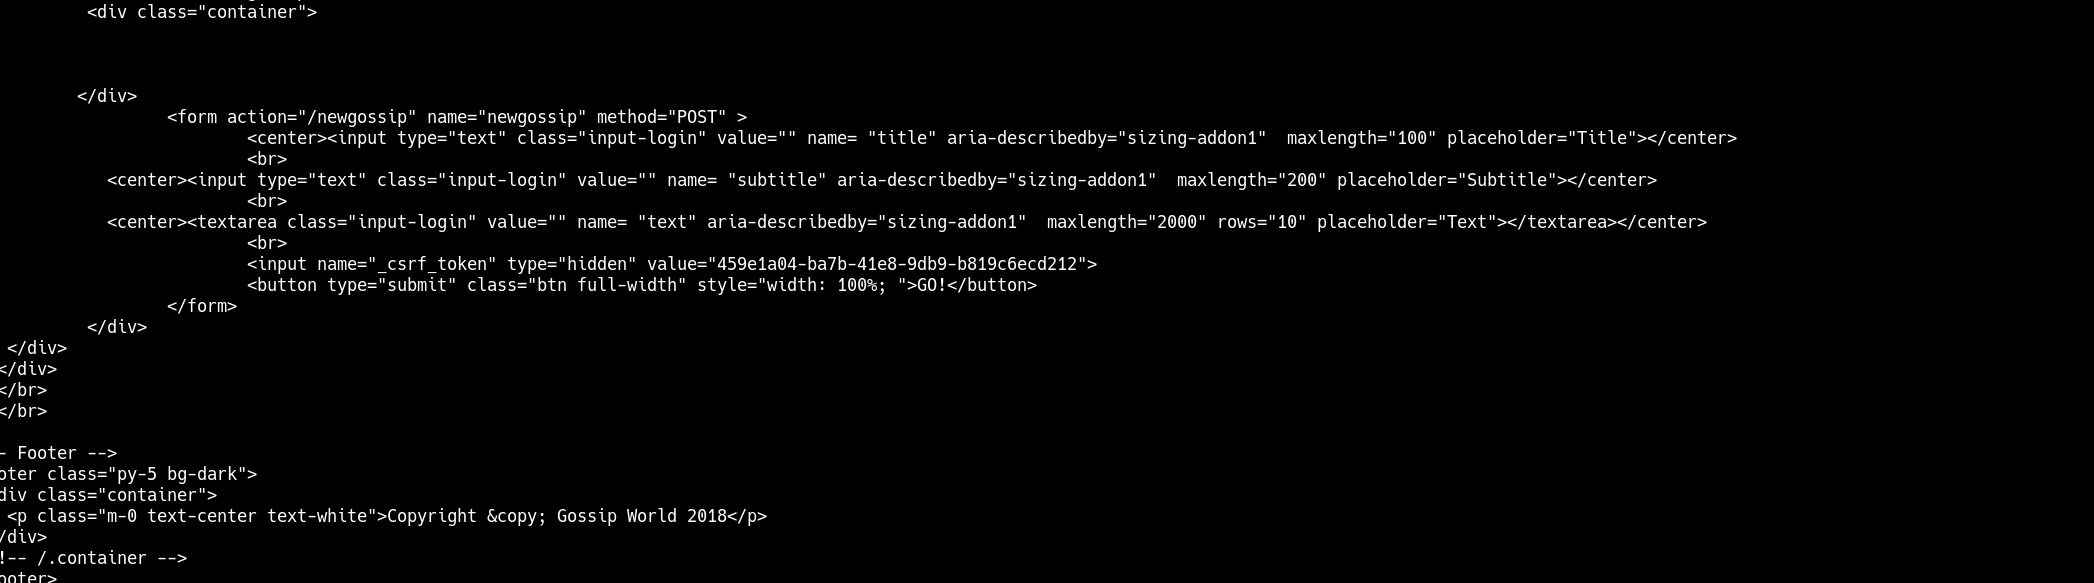 <div class="container">
</div>
<form action="/newgossip" name="newgossip" method="POST" >
<center><input type="text" class="input-login" value="" name= "title" aria-describedby="sizing-addon1"  maxlength="100" placeholder="Title"></center>
<br>
<center><input type="text" class="input-login" value="" name= "subtitle" aria-describedby="sizing-addon1"  maxlength="200" placeholder="Subtitle"></center>
<br>
<center><textarea class="input-login" value="" name= "text" aria-describedby="sizing-addon1"  maxlength="2000" rows="10" placeholder="Text"></textarea></center>
<br>
<input name="_csrf_token" type="hidden" value="459e1a04-ba7b-41e8-9db9-b819c6ecd212">
<button type="submit" class="btn full-width" style="width: 100%; ">GO!</button>
</form>
</div>
</div>
</div>
</br>
</br>
- Footer -->
oter class="py-5 bg-dark">
div class="container">
<p class="m-0 text-center text-white">Copyright &copy; Gossip World 2018</p>
/div>
!-- /.container -->
ooter>